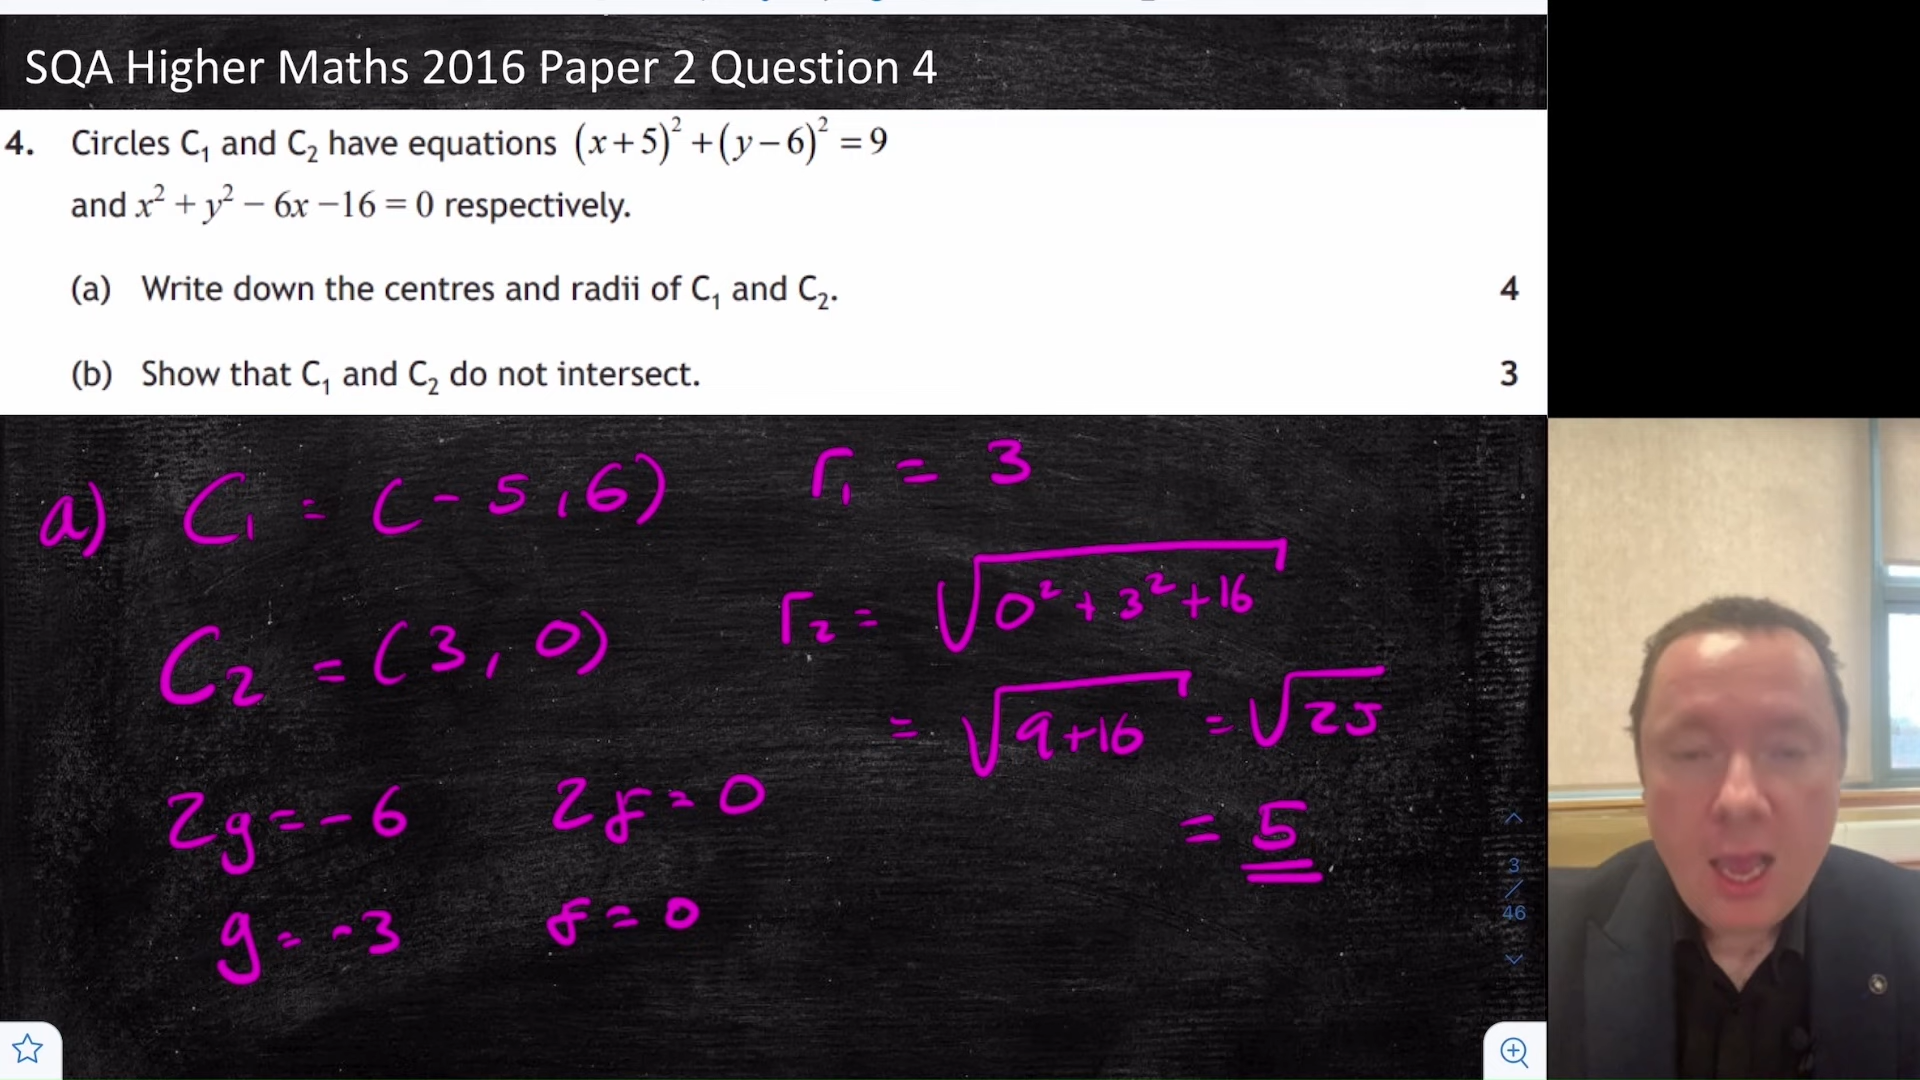 SQA Higher Maths 2016 Paper 2 Question 4
4. Circles C₁ and C₂ have equations (x+5)² + (y−6)² = 9
and x² + y² − 6x − 16 = 0 respectively.
(a) Write down the centres and radii of C₁ and C₂. 4
(b) Show that C₁ and C₂ do not intersect. 3
a) C₁ = (-5,6) r₁ = 3
C₂ = (3, 0) r₂ = √(0² + 3² + 16)
= √(9+16) = √25
2g = -6 2f = 0 = 5
g = -3 f = 0
3
/
46